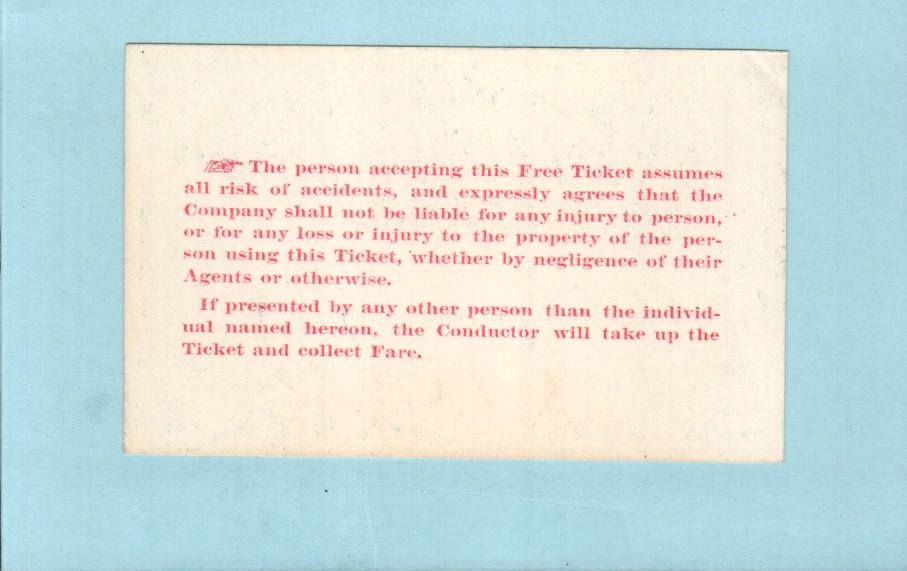 ☞ The person accepting this Free Ticket assumes
all risk of accidents, and expressly agrees that the
Company shall not be liable for any injury to person,
or for any loss or injury to the property of the per-
son using this Ticket, whether by negligence of their
Agents or otherwise.
If presented by any other person than the individ-
ual named hereon, the Conductor will take up the
Ticket and collect Fare.